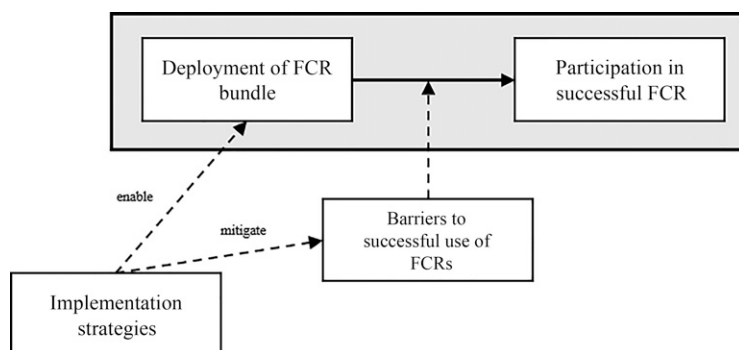 Deployment of FCR
bundle
Participation in
successful FCR
enable
mitigate
Barriers to
successful use of
FCRs
Implementation
strategies